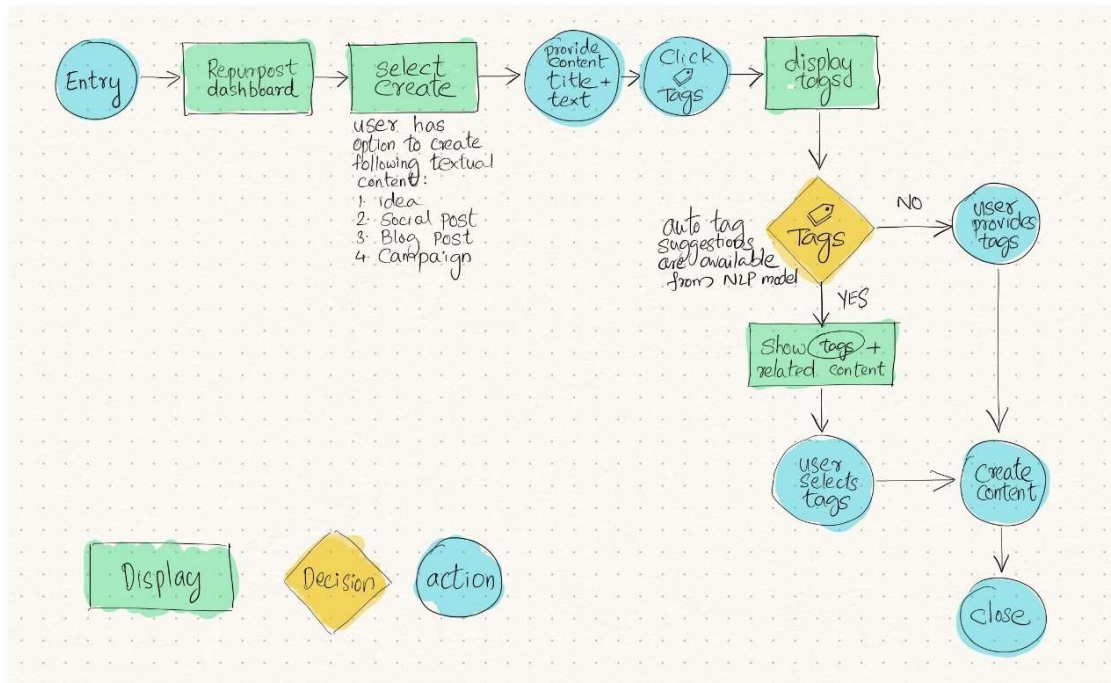 Entry
Repurpost
dashboard
select
create
provide
content
title +
text
Click
Tags
display
tags
user has
option to create
following textual
content:
1. idea
2. Social Post
3. Blog Post
4. Campaign
auto tag
suggestions
are available
from NLP model
Tags
NO
user
provides
tags
YES
Show tags +
related content
user
selects
tags
Create
Content
close
Display
Decision
action